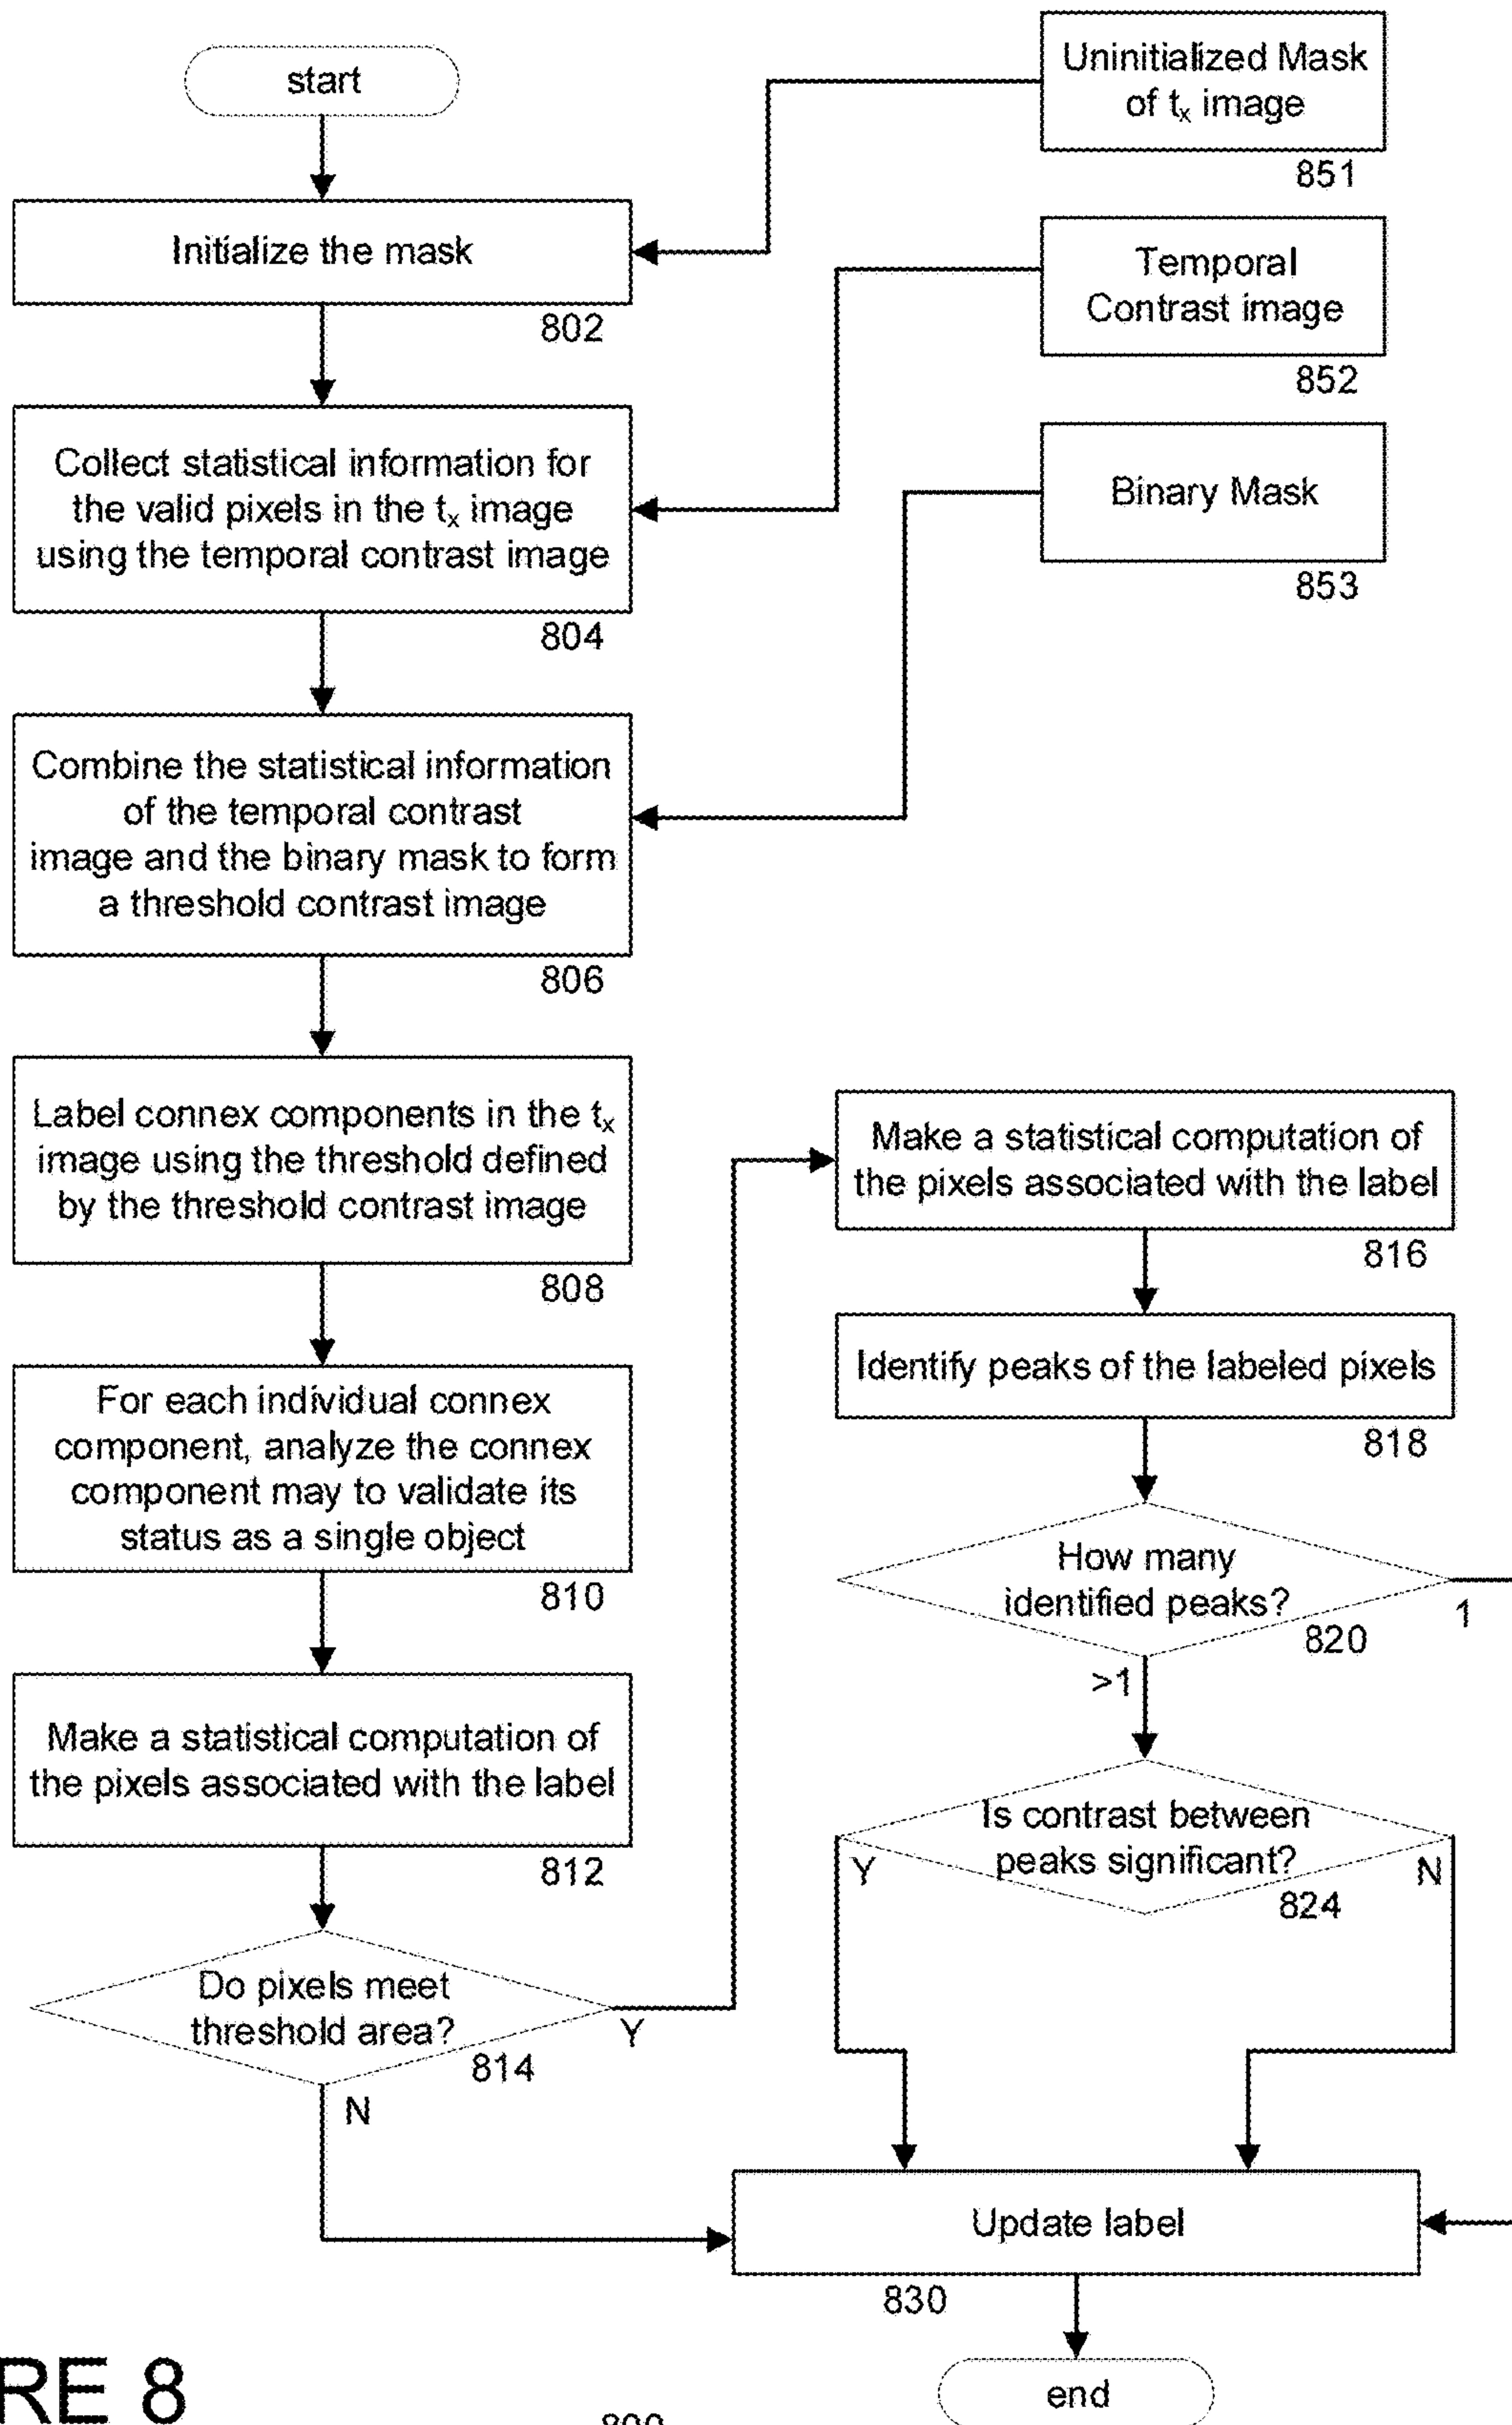 start
Initialize the mask
802
Uninitialized Mask
of tx image
851
Temporal
Contrast image
852
Binary Mask
853
Collect statistical information for
the valid pixels in the tx image
using the temporal contrast image
804
Combine the statistical information
of the temporal contrast
image and the binary mask to form
a threshold contrast image
806
Label connex components in the tx
image using the threshold defined
by the threshold contrast image
808
For each individual connex
component, analyze the connex
component may to validate its
status as a single object
810
Make a statistical computation of
the pixels associated with the label
812
Do pixels meet
threshold area?
814
Y
N
Make a statistical computation of
the pixels associated with the label
816
Identify peaks of the labeled pixels
818
How many
identified peaks?
820
1
>1
Is contrast between
peaks significant?
824
Y
N
Update label
830
end
RE 8